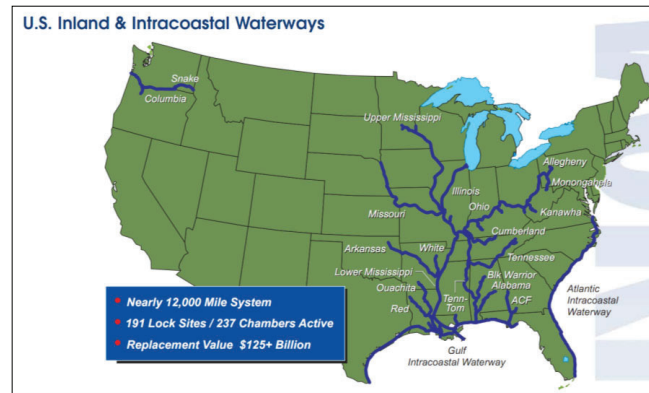 U.S. Inland & Intracoastal Waterways
Snake
Columbia
Upper Mississippi
Allegheny
Monongahela
Illinois
Ohio
Missouri
Kanawha
Cumberland
Arkansas
White
Tennessee
Lower Mississippi
Blk Warrior
Alabama
Ouachita
Tenn-
Tom
ACF
Red
Atlantic
Intracoastal
Waterway
Gulf
Intracoastal Waterway
• Nearly 12,000 Mile System
• 191 Lock Sites / 237 Chambers Active
• Replacement Value $125+ Billion